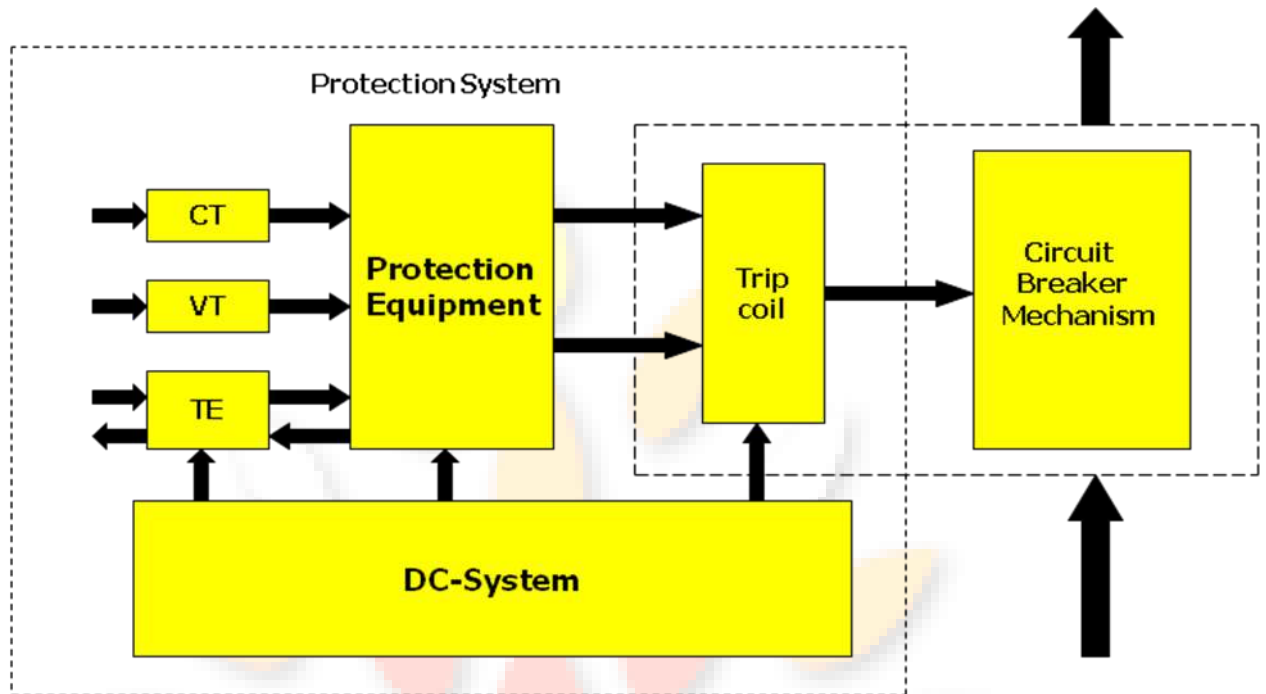 Protection System
CT
VT
TE
Protection
Equipment
Trip
coil
Circuit
Breaker
Mechanism
DC-System